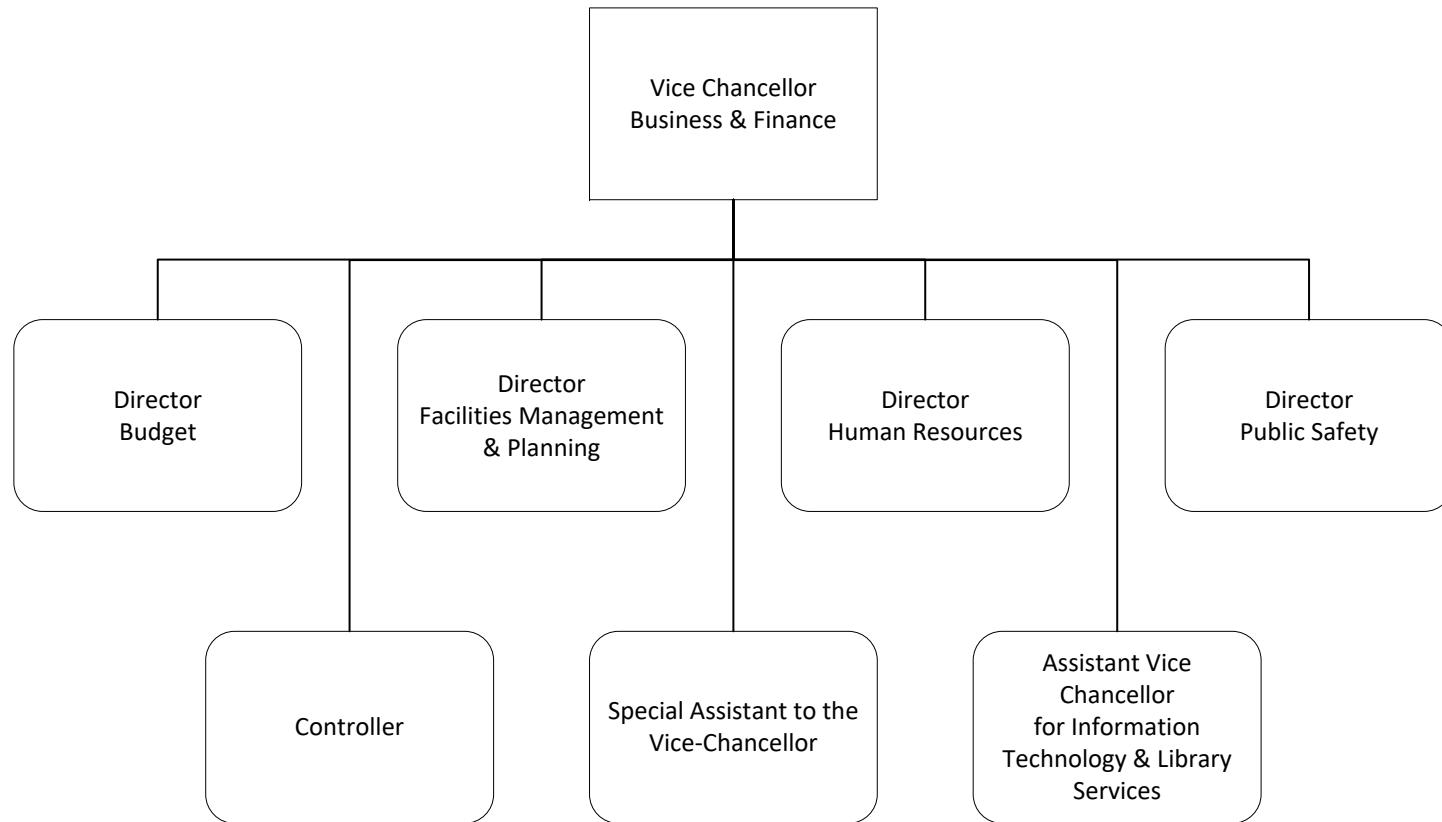 Vice Chancellor
Business & Finance
Director
Budget
Director
Facilities Management
& Planning
Director
Human Resources
Director
Public Safety
Controller
Special Assistant to the
Vice-Chancellor
Assistant Vice
Chancellor
for Information
Technology & Library
Services